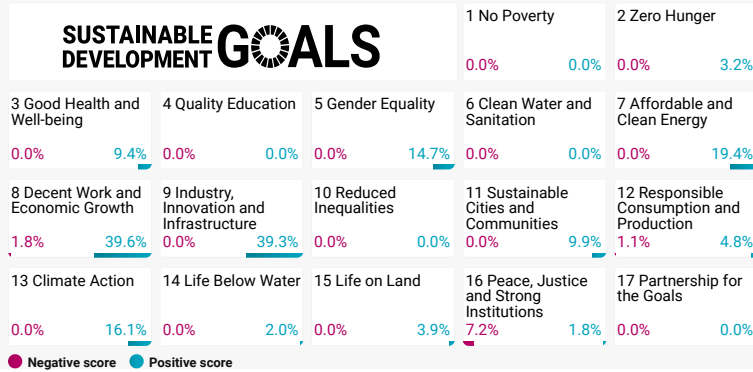 SUSTAINABLE
DEVELOPMENT
GOALS
1 No Poverty
0.0% 0.0%
2 Zero Hunger
0.0% 3.2%
3 Good Health and
Well-being
0.0% 9.4%
4 Quality Education
0.0% 0.0%
5 Gender Equality
0.0% 14.7%
6 Clean Water and
Sanitation
0.0% 0.0%
7 Affordable and
Clean Energy
0.0% 19.4%
8 Decent Work and
Economic Growth
1.8% 39.6%
9 Industry,
Innovation and
Infrastructure
0.0% 39.3%
10 Reduced
Inequalities
0.0% 0.0%
11 Sustainable
Cities and
Communities
0.0% 9.9%
12 Responsible
Consumption and
Production
1.1% 4.8%
13 Climate Action
0.0% 16.1%
14 Life Below Water
0.0% 2.0%
15 Life on Land
0.0% 3.9%
16 Peace, Justice
and Strong
Institutions
7.2% 1.8%
17 Partnership for
the Goals
0.0% 0.0%
Negative score Positive score